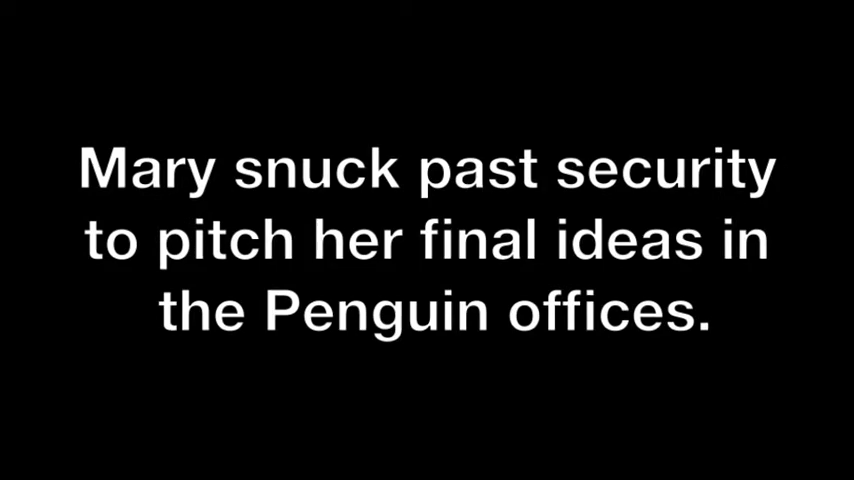 Mary snuck past security
to pitch her final ideas in
the Penguin offices.